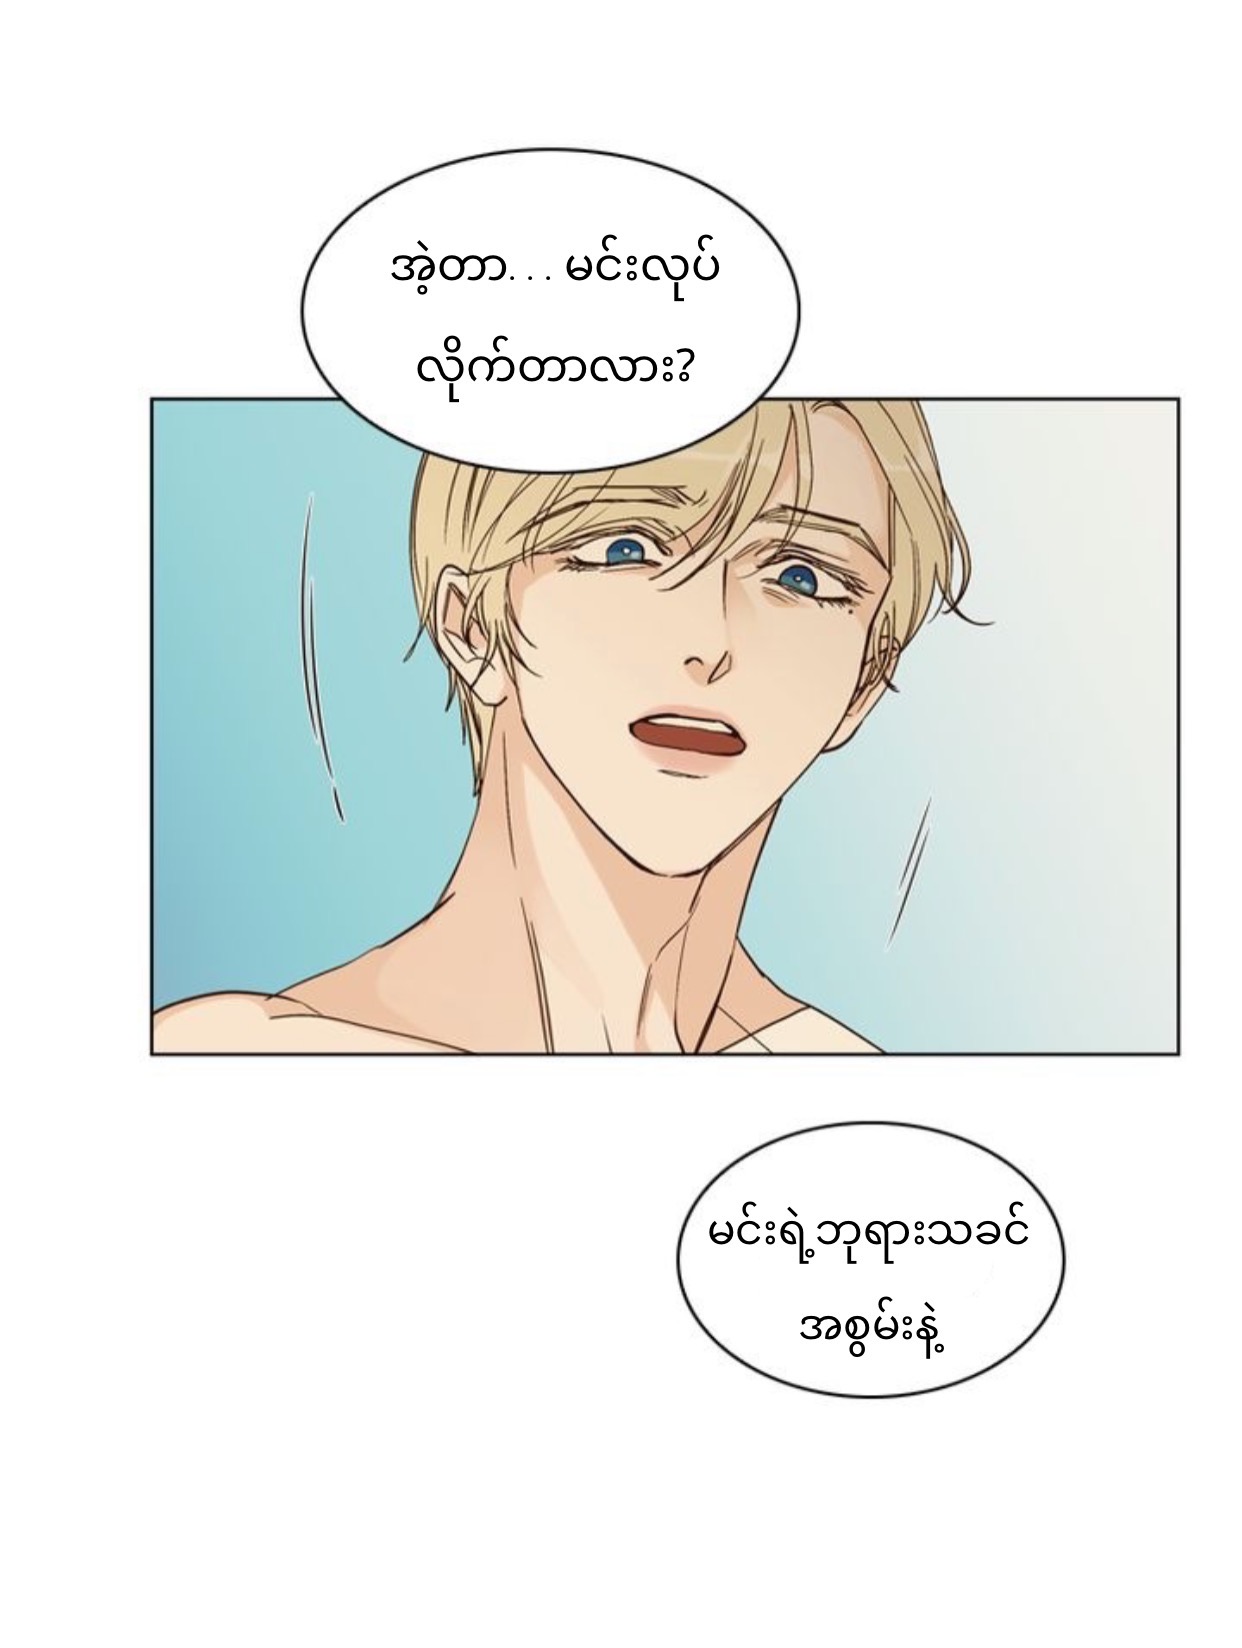 အဲ့တာ... မင်းလုပ်
လိုက်တာလား?
မင်းရဲ့ဘုရားသခင်
အစွမ်းနဲ့